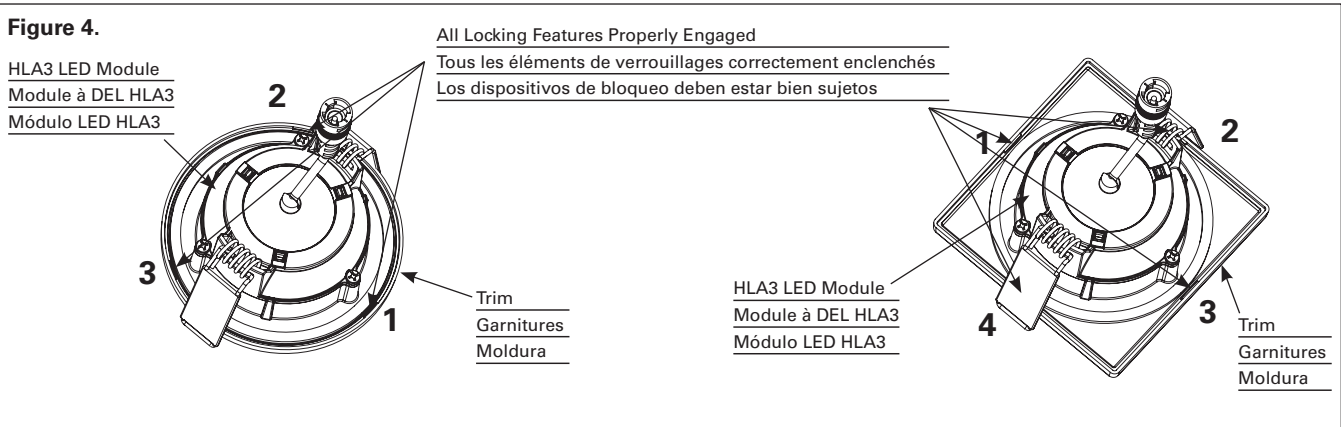 Figure 4.
All Locking Features Properly Engaged
Tous les éléments de verrouillages correctement enclenchés
Los dispositivos de bloqueo deben estar bien sujetos
HLA3 LED Module
Module à DEL HLA3
Módulo LED HLA3
2
3
1
Trim
Garnitures
Moldura
1
2
HLA3 LED Module
Module à DEL HLA3
Módulo LED HLA3
4
3
Trim
Garnitures
Moldura